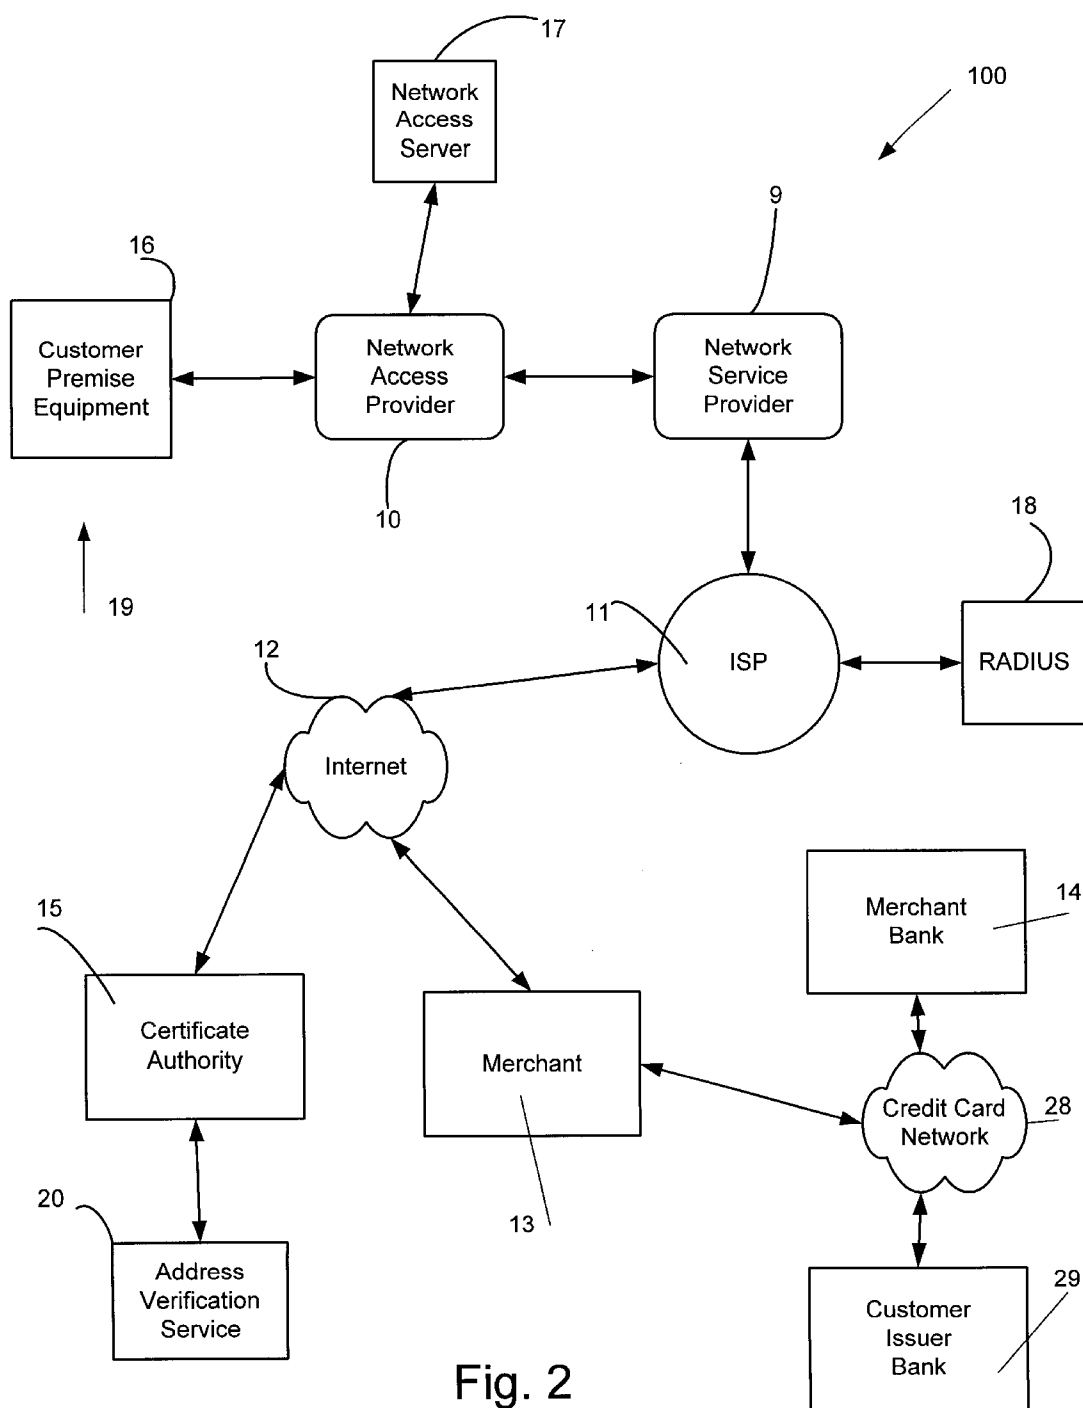 17
Network
Access
Server
100
9
16
Customer
Premise
Equipment
Network
Access
Provider
Network
Service
Provider
10
18
19
11
ISP
RADIUS
12
Internet
15
Certificate
Authority
Merchant
Merchant
Bank
14
Credit Card
Network
28
13
20
Address
Verification
Service
Customer
Issuer
Bank
29
Fig. 2